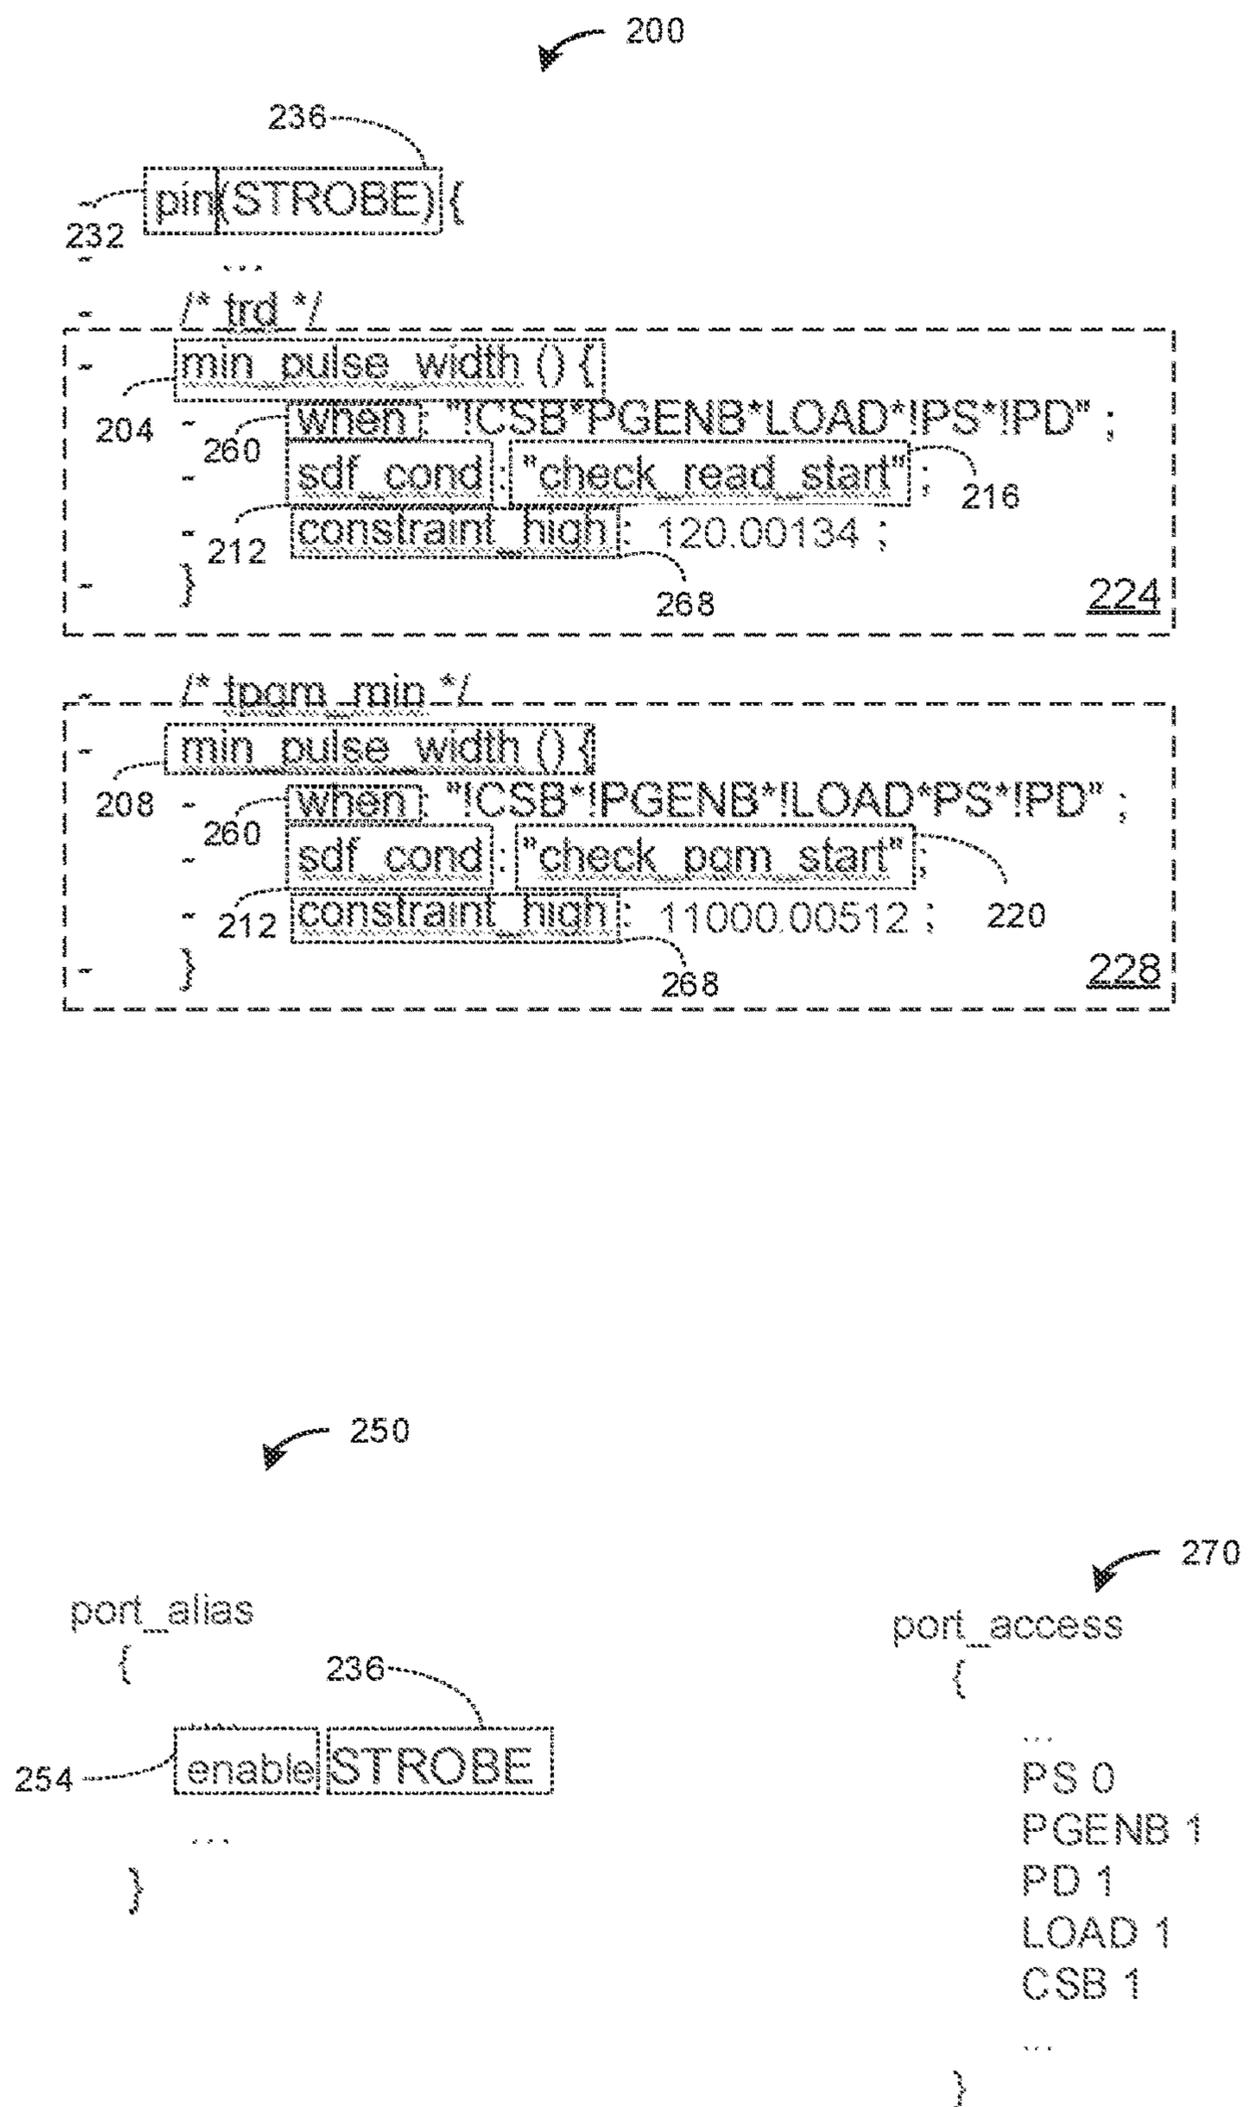 200
236
pin(STROBE) {
232
...
/* trd */
min_pulse_width () {
204
when : "!CSB*PGENB*LOAD*!PS*!PD" ;
260
sdf_cond : "check_read_start" ;
216
212
constraint_high : 120.00134 ;
268
}
224
/* tpgm_min */
min_pulse_width () {
208
when : "!CSB*!PGENB*!LOAD*PS*!PD" ;
260
sdf_cond : "check_pgm_start" ;
220
212
constraint_high : 11000.00512 ;
268
}
228
250
port_alias
{
236
....
254
enable STROBE
...
}
270
port_access
{
...
PS 0
PGENB 1
PD 1
LOAD 1
CSB 1
...
}